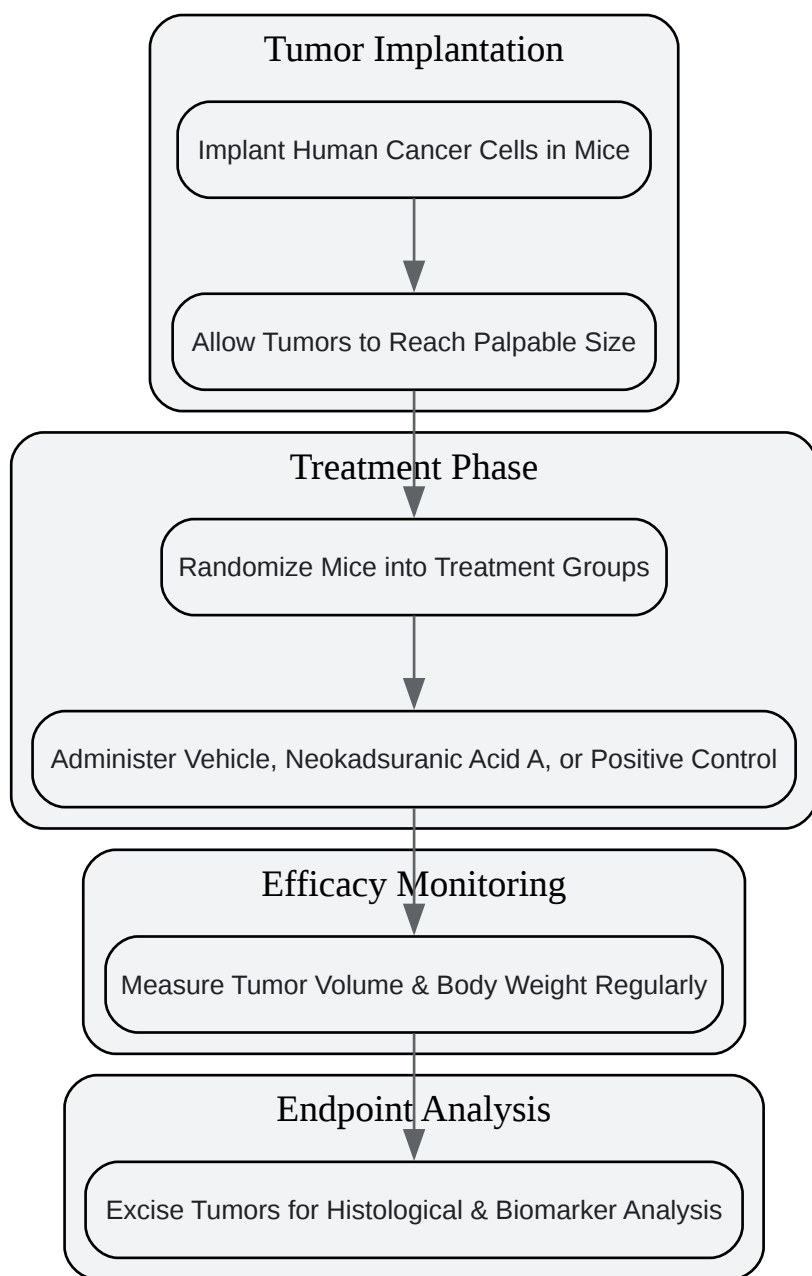 Tumor Implantation
Implant Human Cancer Cells in Mice
Allow Tumors to Reach Palpable Size
Treatment Phase
Randomize Mice into Treatment Groups
Administer Vehicle, Neokadsuranic Acid A, or Positive Control
Efficacy Monitoring
Measure Tumor Volume & Body Weight Regularly
Endpoint Analysis
Excise Tumors for Histological & Biomarker Analysis